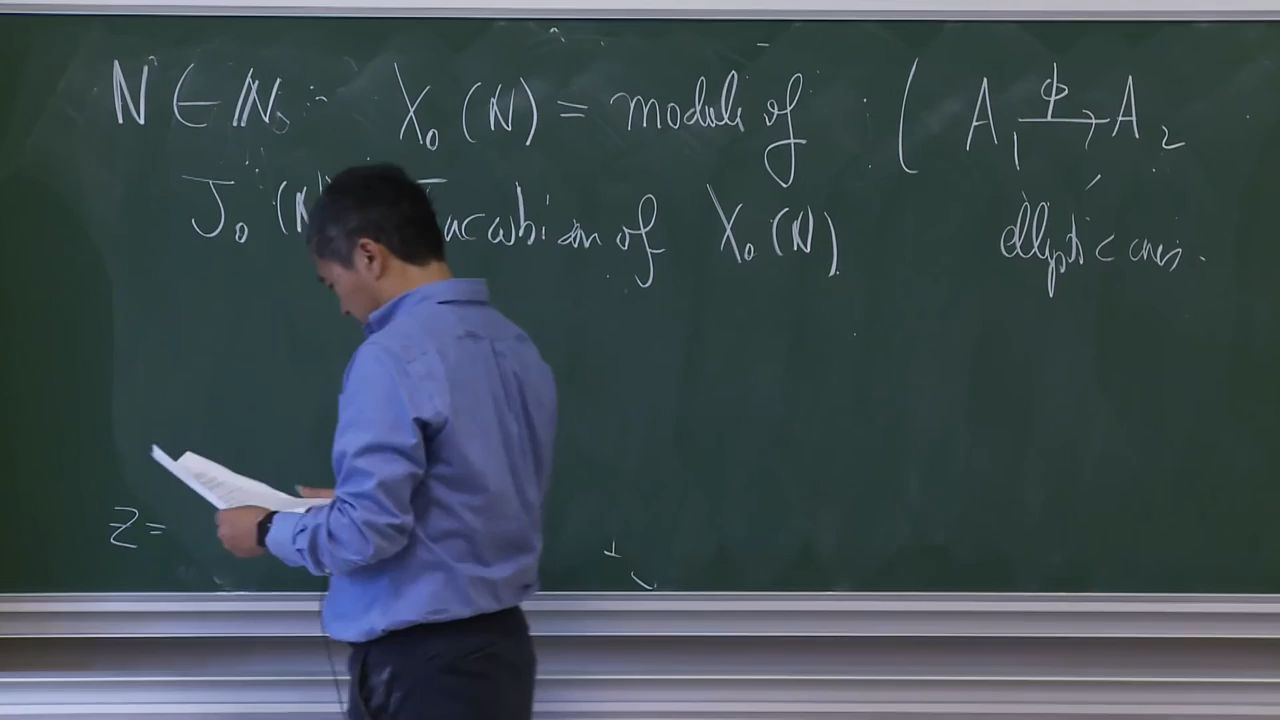 N ∈ ℕ, X₀(N) = moduli of (A₁ →^ϕ A₂
J₀(N) Jacobian of X₀(N) elliptic curves.
Z =